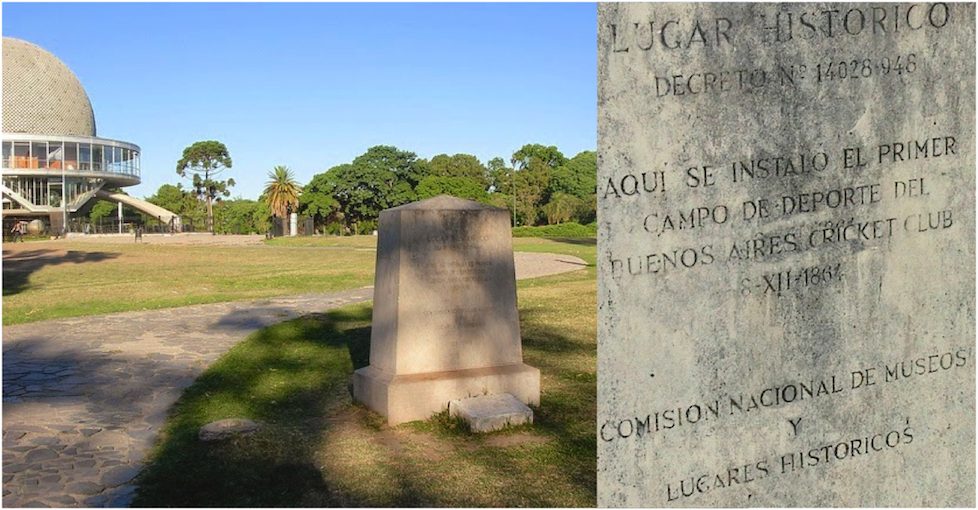 LUGAR HISTORICO
DECRETO Nº 14028-948
AQUI SE INSTALO EL PRIMER
CAMPO DE DEPORTE DEL
BUENOS AIRES CRICKET CLUB
8-XII-1864
COMISION NACIONAL DE MUSEOS
Y
LUGARES HISTORICOS